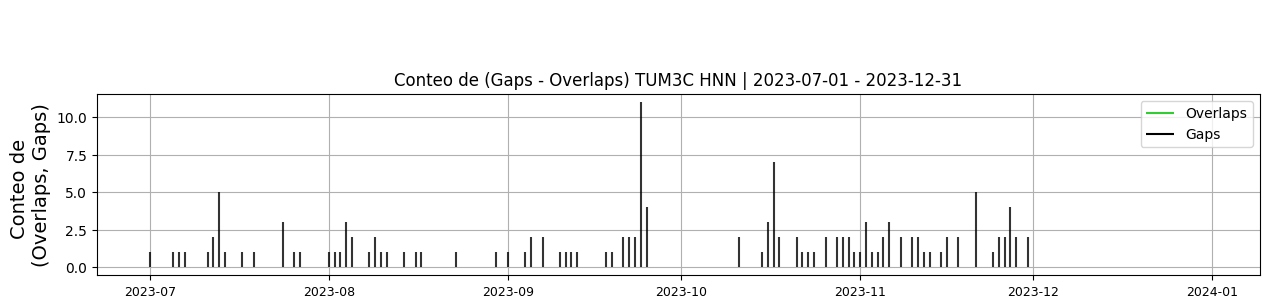 Conteo de (Gaps - Overlaps) TUM3C HNN | 2023-07-01 - 2023-12-31
Conteo de
(Overlaps, Gaps)
10.0
7.5
5.0
2.5
0.0
Overlaps
Gaps
2023-07
2023-08
2023-09
2023-10
2023-11
2023-12
2024-01